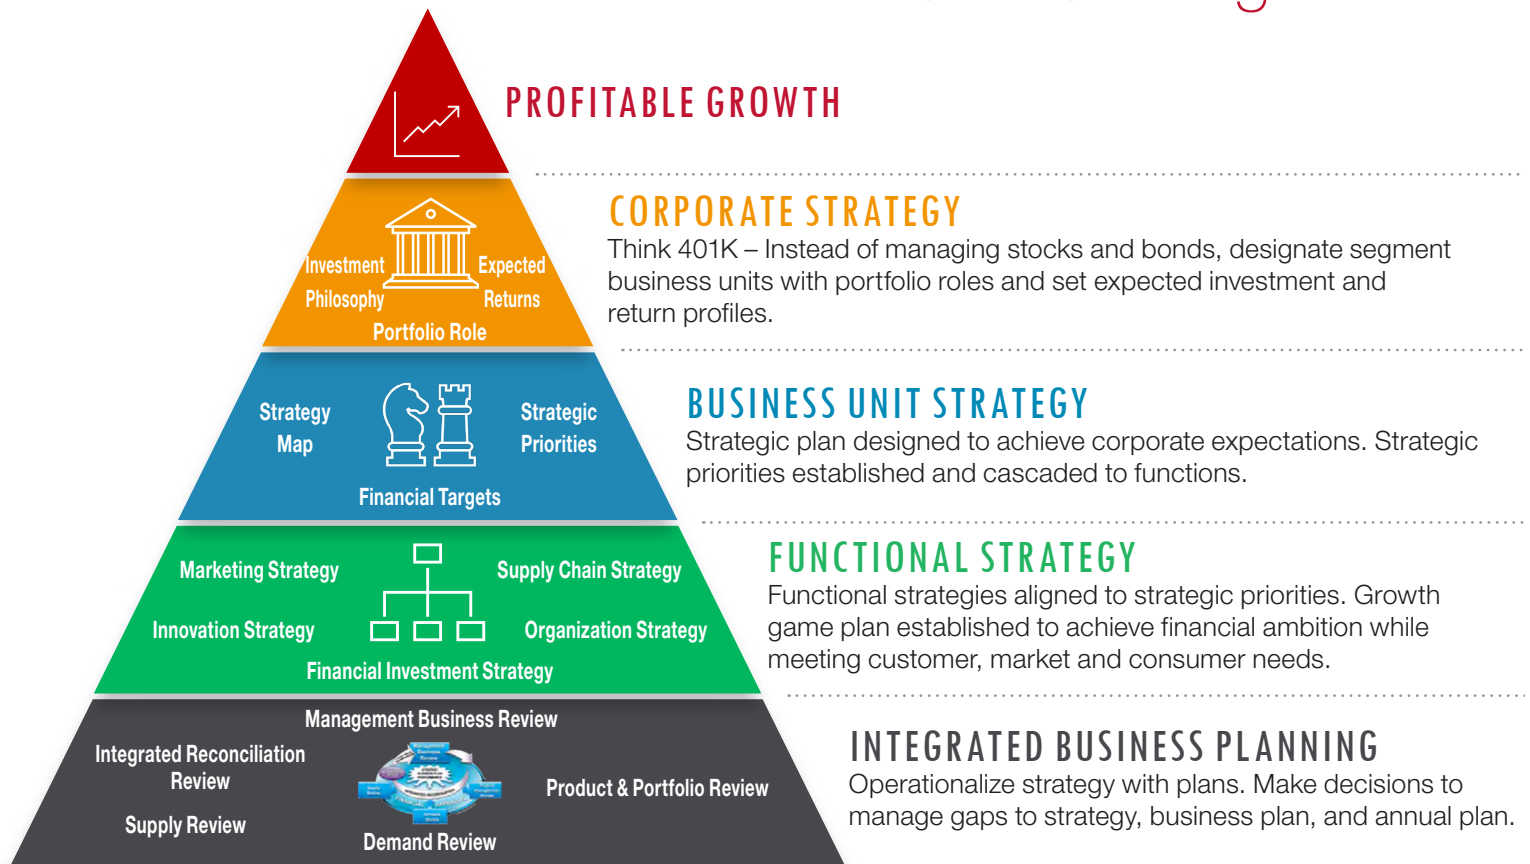 PROFITABLE GROWTH
CORPORATE STRATEGY
Think 401K – Instead of managing stocks and bonds, designate segment
business units with portfolio roles and set expected investment and
return profiles.
Investment
Philosophy
Expected
Returns
Portfolio Role
BUSINESS UNIT STRATEGY
Strategic plan designed to achieve corporate expectations. Strategic
priorities established and cascaded to functions.
Strategy
Map
Strategic
Priorities
Financial Targets
FUNCTIONAL STRATEGY
Functional strategies aligned to strategic priorities. Growth
game plan established to achieve financial ambition while
meeting customer, market and consumer needs.
Marketing Strategy
Supply Chain Strategy
Innovation Strategy
Organization Strategy
Financial Investment Strategy
INTEGRATED BUSINESS PLANNING
Operationalize strategy with plans. Make decisions to
manage gaps to strategy, business plan, and annual plan.
Management Business Review
Integrated Reconciliation
Review
Product & Portfolio Review
Supply Review
Demand Review
Management
Business
Review